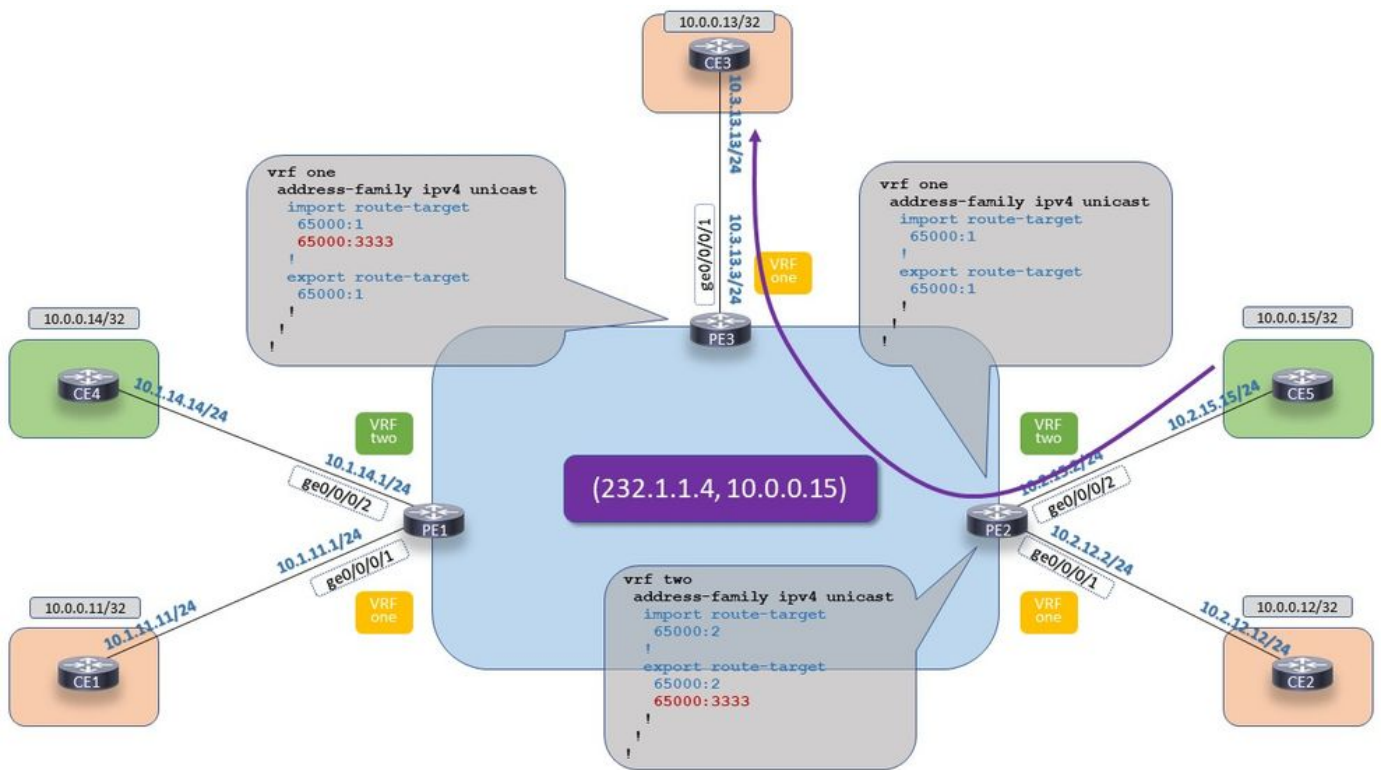 10.0.0.13/32
CE3
10.3.13.13/24
vrf one
address-family ipv4 unicast
import route-target
65000:1
65000:3333
!
export route-target
65000:1
!
!
!
vrf one
address-family ipv4 unicast
import route-target
65000:1
!
export route-target
65000:1
!
!
!
ge0/0/0/1
10.3.13.3/24
VRF
one
PE3
10.0.0.14/32
CE4
10.1.14.14/24
VRF
two
10.1.14.1/24
ge0/0/0/2
10.0.0.15/32
CE5
10.2.15.15/24
VRF
two
10.2.15.2/24
ge0/0/0/2
(232.1.1.4, 10.0.0.15)
PE1
PE2
10.1.11.1/24
ge0/0/0/1
10.2.12.2/24
ge0/0/0/1
10.0.0.11/32
10.1.11.11/24
CE1
VRF
one
vrf two
address-family ipv4 unicast
import route-target
65000:2
!
export route-target
65000:2
65000:3333
!
!
!
VRF
one
10.0.0.12/32
10.2.12.12/24
CE2